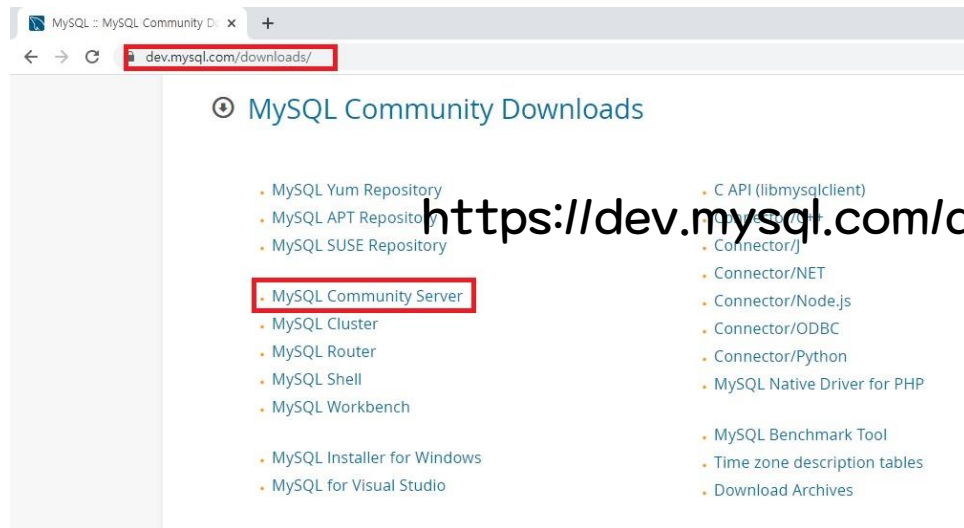 MySQL :: MySQL Community Do
dev.mysql.com/downloads/
MySQL Community Downloads
MySQL Yum Repository
MySQL APT Repository
MySQL SUSE Repository
https://dev.mysql.com/d
MySQL Community Server
MySQL Cluster
MySQL Router
MySQL Shell
MySQL Workbench
MySQL Installer for Windows
MySQL for Visual Studio
C API (libmysqlclient)
Connector/C++
Connector/J
Connector/NET
Connector/Node.js
Connector/ODBC
Connector/Python
MySQL Native Driver for PHP
MySQL Benchmark Tool
Time zone description tables
Download Archives